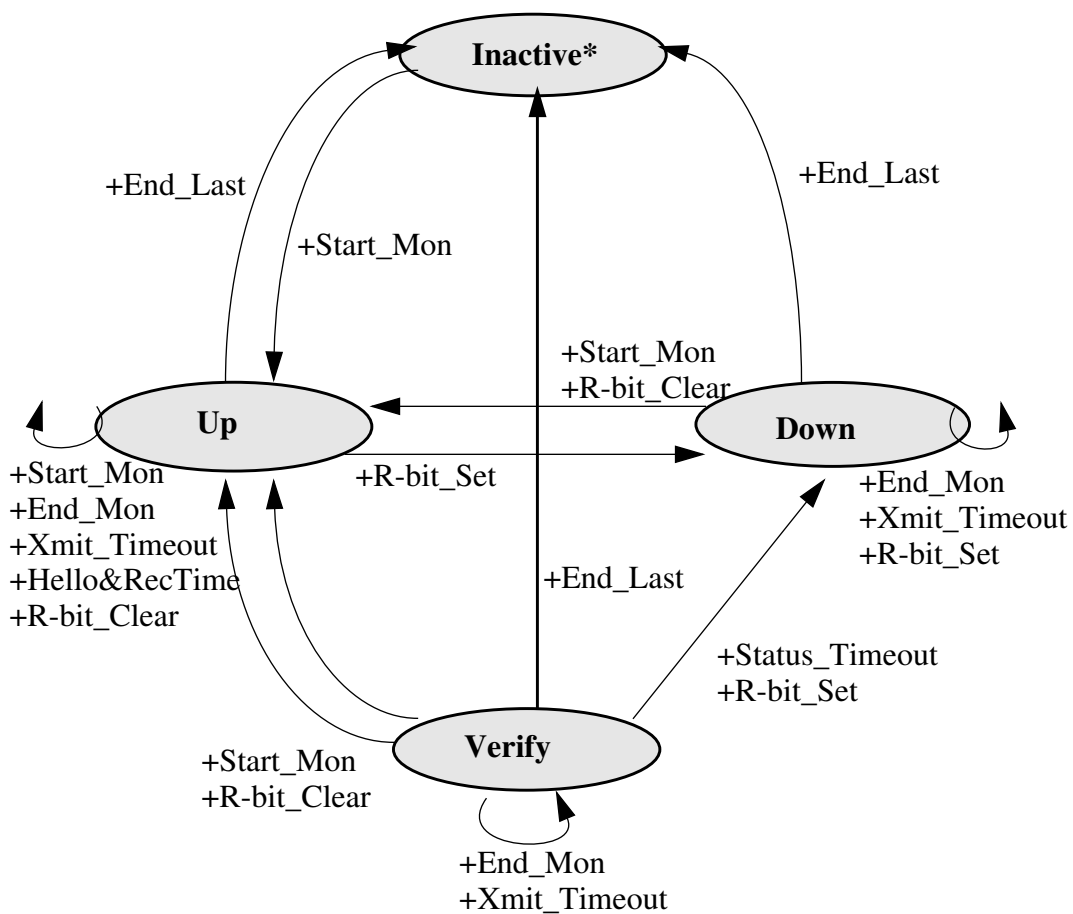 Inactive*
+End_Last
+End_Last
+Start_Mon
+Start_Mon
+R-bit_Clear
Up
Down
+R-bit_Set
+Start_Mon
+End_Mon
+Xmit_Timeout
+Hello&RecTime
+R-bit_Clear
+End_Mon
+Xmit_Timeout
+R-bit_Set
+End_Last
+Status_Timeout
+R-bit_Set
Verify
+Start_Mon
+R-bit_Clear
+End_Mon
+Xmit_Timeout